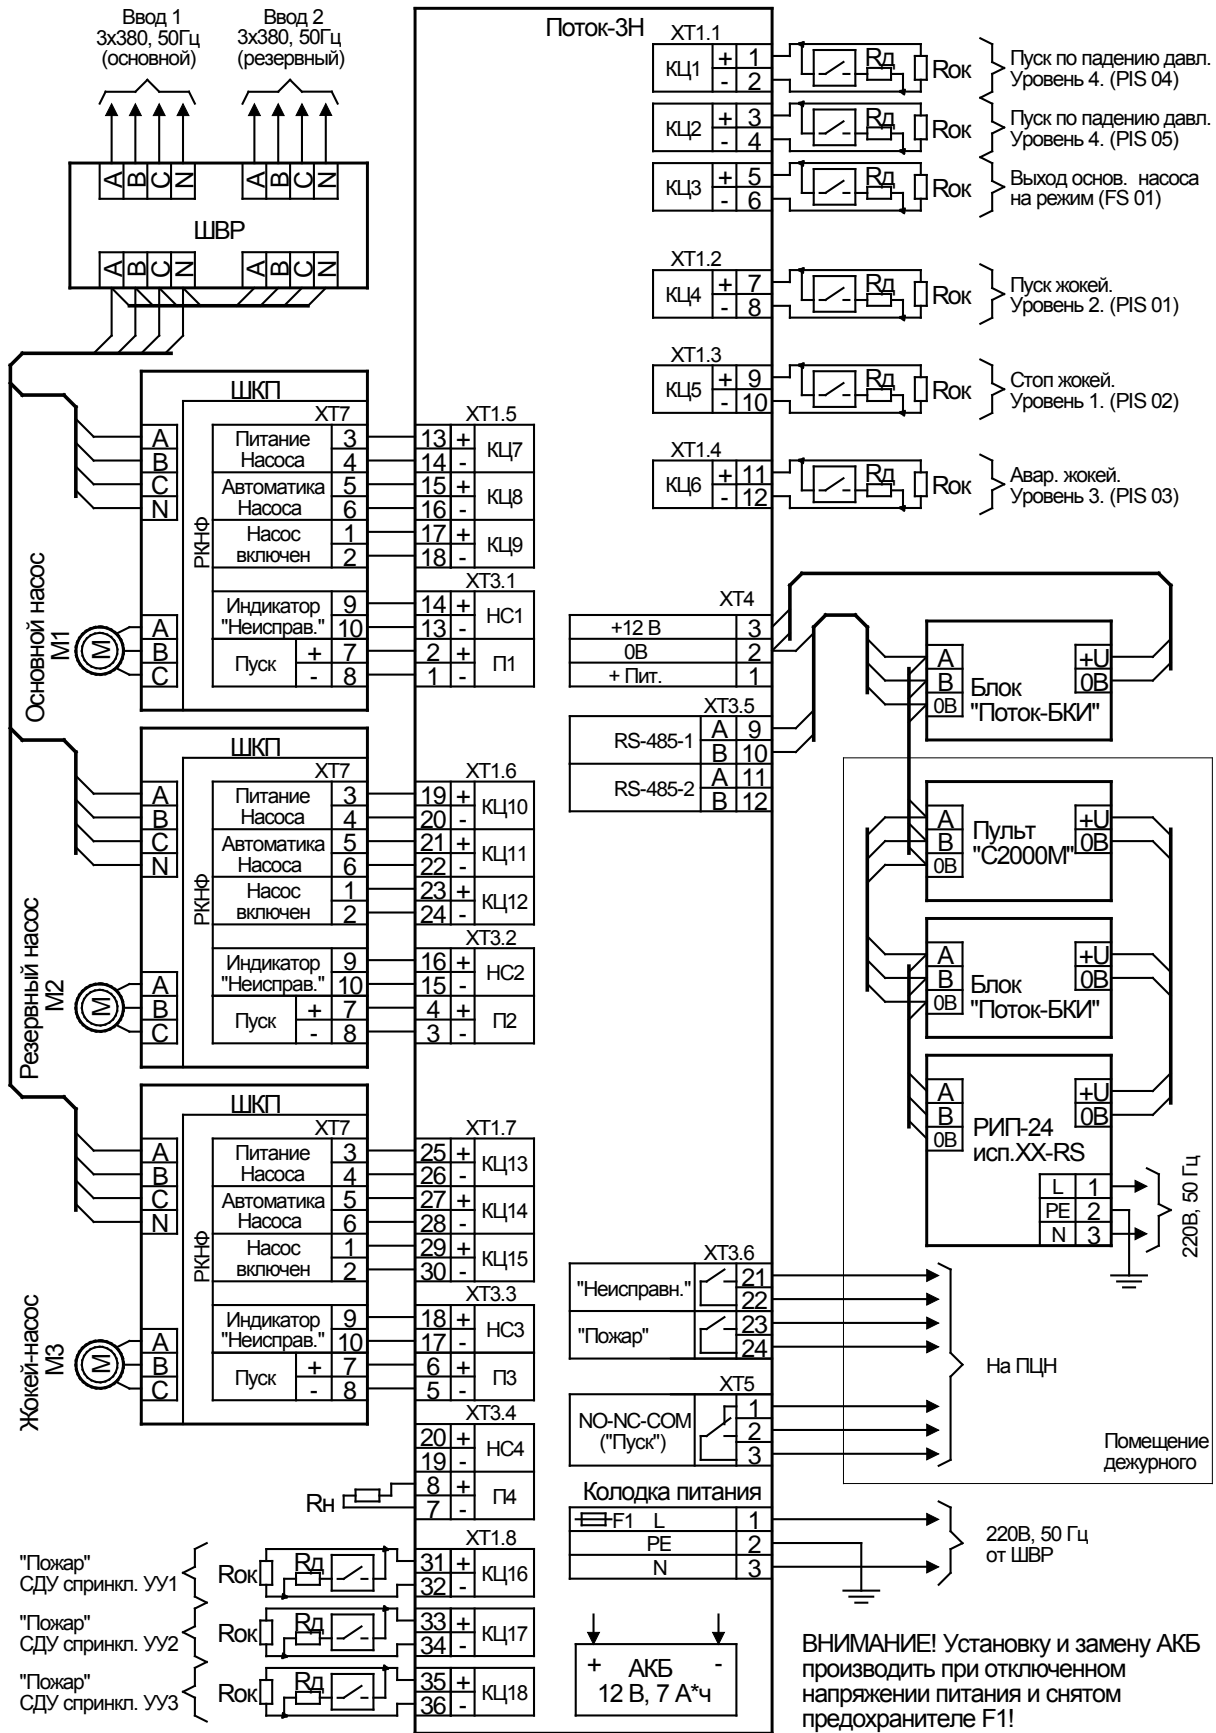 Ввод 1
3х380, 50Гц
(основной)
Ввод 2
3х380, 50Гц
(резервный)
A B C N
A B C N
ШВР
A B C N
A B C N
Поток-3Н
XT1.1
КЦ1 + 1
- 2
Rд
Rок
Пуск по падению давл.
Уровень 4. (PIS 04)
КЦ2 + 3
- 4
Rд
Rок
Пуск по падению давл.
Уровень 4. (PIS 05)
КЦ3 + 5
- 6
Rд
Rок
Выход основ. насоса
на режим (FS 01)
XT1.2
КЦ4 + 7
- 8
Rд
Rок
Пуск жокей.
Уровень 2. (PIS 01)
XT1.3
КЦ5 + 9
- 10
Rд
Rок
Стоп жокей.
Уровень 1. (PIS 02)
XT1.4
КЦ6 + 11
- 12
Rд
Rок
Авар. жокей.
Уровень 3. (PIS 03)
Основной насос
М1
M
A
B
C
N
A
B
C
ШКП
РКНФ
XT7
Питание Насоса 3
4
Автоматика Насоса 5
6
Насос включен 1
2
Индикатор "Неисправ." 9
10
Пуск + 7
- 8
XT1.5
13 + КЦ7
14 -
15 + КЦ8
16 -
17 + КЦ9
18 -
XT3.1
14 + НС1
13 -
2 + П1
1 -
Резервный насос
М2
M
A
B
C
N
A
B
C
ШКП
РКНФ
XT7
Питание Насоса 3
4
Автоматика Насоса 5
6
Насос включен 1
2
Индикатор "Неисправ." 9
10
Пуск + 7
- 8
XT1.6
19 + КЦ10
20 -
21 + КЦ11
22 -
23 + КЦ12
24 -
XT3.2
16 + НС2
15 -
4 + П2
3 -
Жокей-насос
М3
M
A
B
C
N
A
B
C
ШКП
РКНФ
XT7
Питание Насоса 3
4
Автоматика Насоса 5
6
Насос включен 1
2
Индикатор "Неисправ." 9
10
Пуск + 7
- 8
XT1.7
25 + КЦ13
26 -
27 + КЦ14
28 -
29 + КЦ15
30 -
XT3.3
18 + НС3
17 -
6 + П3
5 -
XT3.4
20 + НС4
19 -
Rн
8 + П4
7 -
XT1.8
"Пожар"
СДУ спринкл. УУ1
Rок
Rд
31 + КЦ16
32 -
"Пожар"
СДУ спринкл. УУ2
Rок
Rд
33 + КЦ17
34 -
"Пожар"
СДУ спринкл. УУ3
Rок
Rд
35 + КЦ18
36 -
XT4
+12 В 3
0В 2
+ Пит. 1
XT3.5
RS-485-1 A 9
B 10
RS-485-2 A 11
B 12
A
B
0В
Блок
"Поток-БКИ"
+U
0В
A
B
0В
Пульт
"С2000М"
+U
0В
A
B
0В
Блок
"Поток-БКИ"
+U
0В
A
B
0В
РИП-24
исп.ХХ-RS
+U
0В
L 1
PE 2
N 3
220В, 50 Гц
XT3.6
"Неисправн." 21
22
"Пожар" 23
24
На ПЦН
XT5
NO-NC-COM
("Пуск")
1
2
3
Помещение
дежурного
Колодка питания
F1 L 1
PE 2
N 3
220В, 50 Гц
от ШВР
+ АКБ -
12 В, 7 А*ч
ВНИМАНИЕ! Установку и замену АКБ
производить при отключенном
напряжении питания и снятом
предохранителе F1!